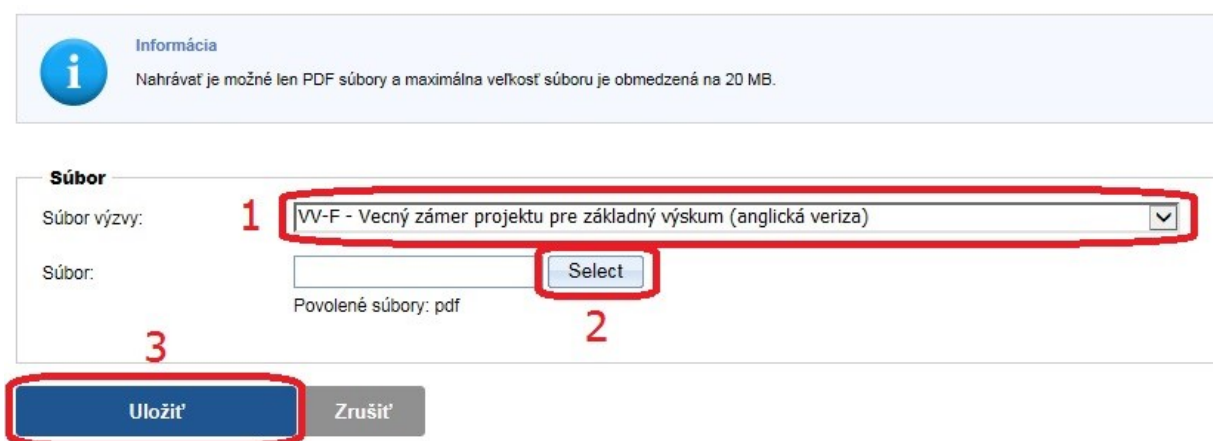 Informácia
Nahrávať je možné len PDF súbory a maximálna veľkosť súboru je obmedzená na 20 MB.
Súbor
Súbor výzvy: 1 VV-F - Vecný zámer projektu pre základný výskum (anglická veriza)
Súbor: Select
Povolené súbory: pdf
2
3
Uložiť Zrušiť